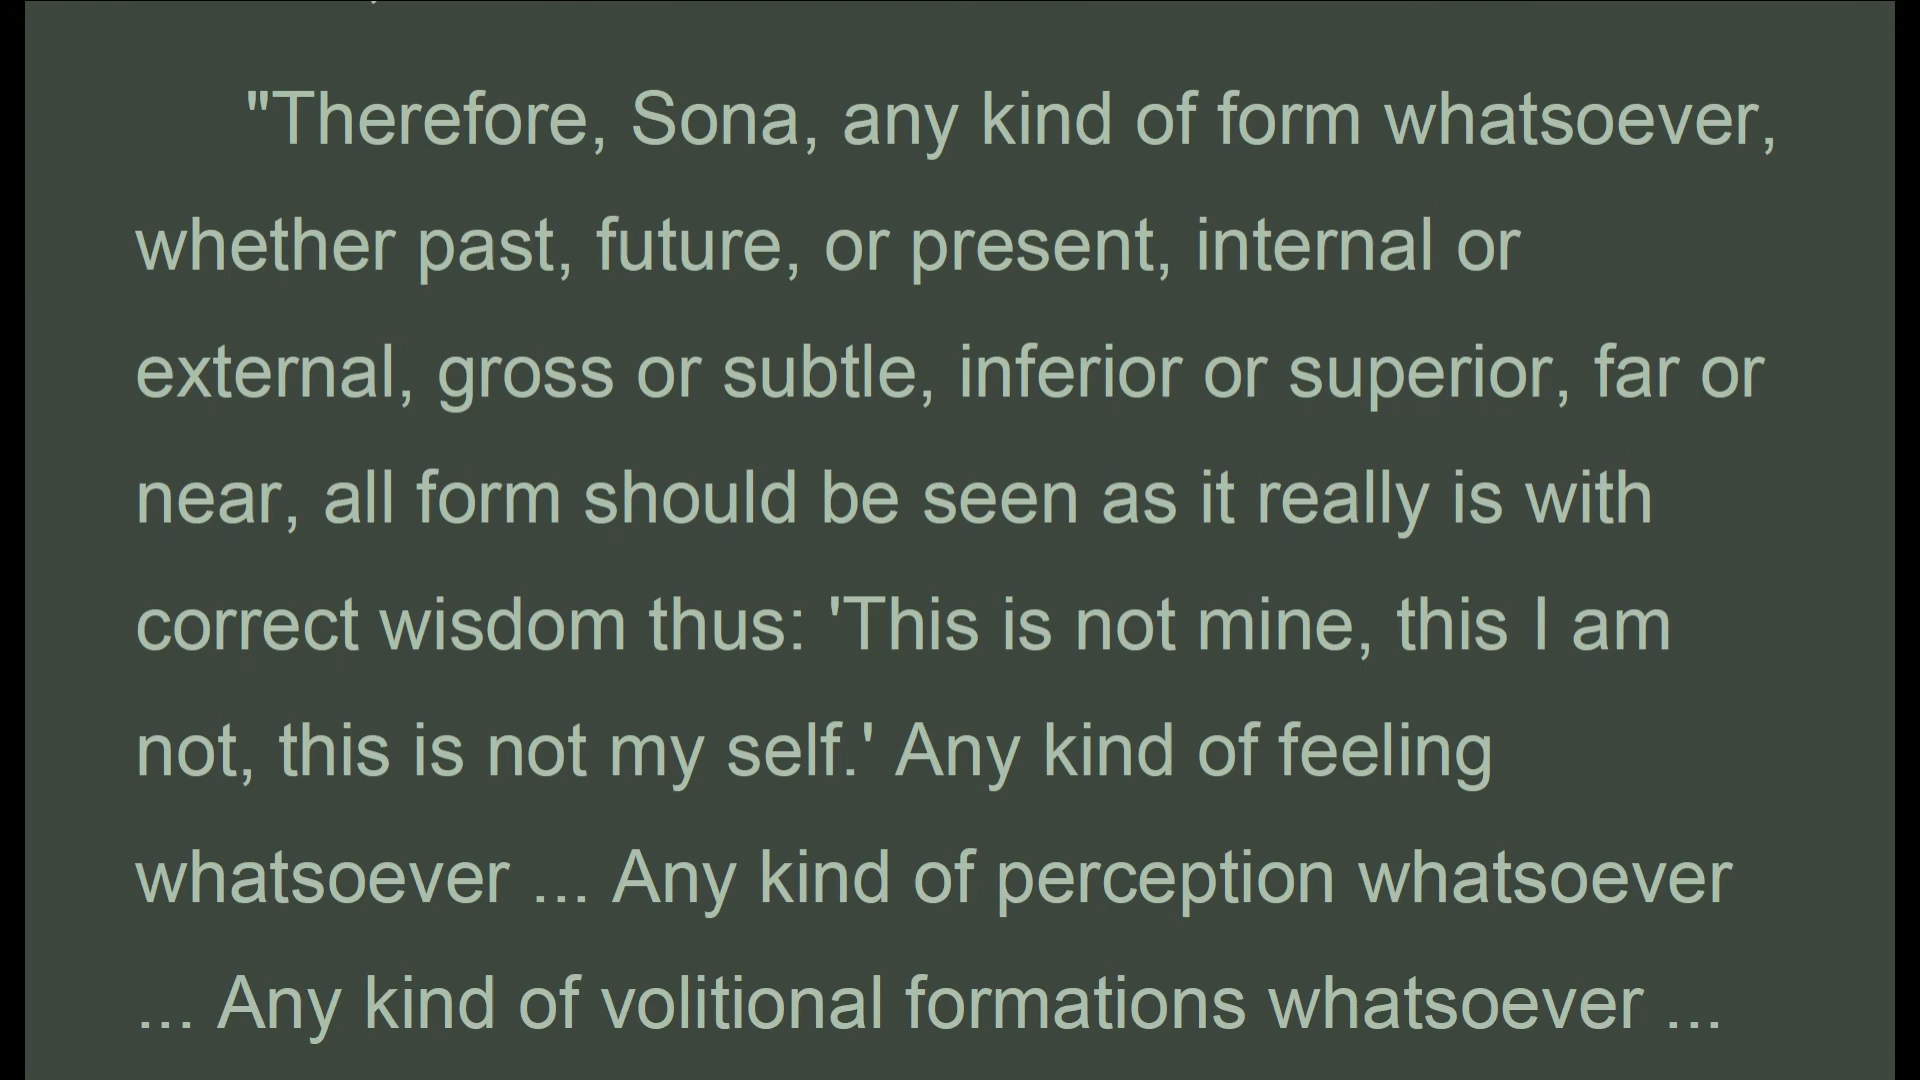 "Therefore, Sona, any kind of form whatsoever,
whether past, future, or present, internal or
external, gross or subtle, inferior or superior, far or
near, all form should be seen as it really is with
correct wisdom thus: 'This is not mine, this I am
not, this is not my self.' Any kind of feeling
whatsoever ... Any kind of perception whatsoever
... Any kind of volitional formations whatsoever ...